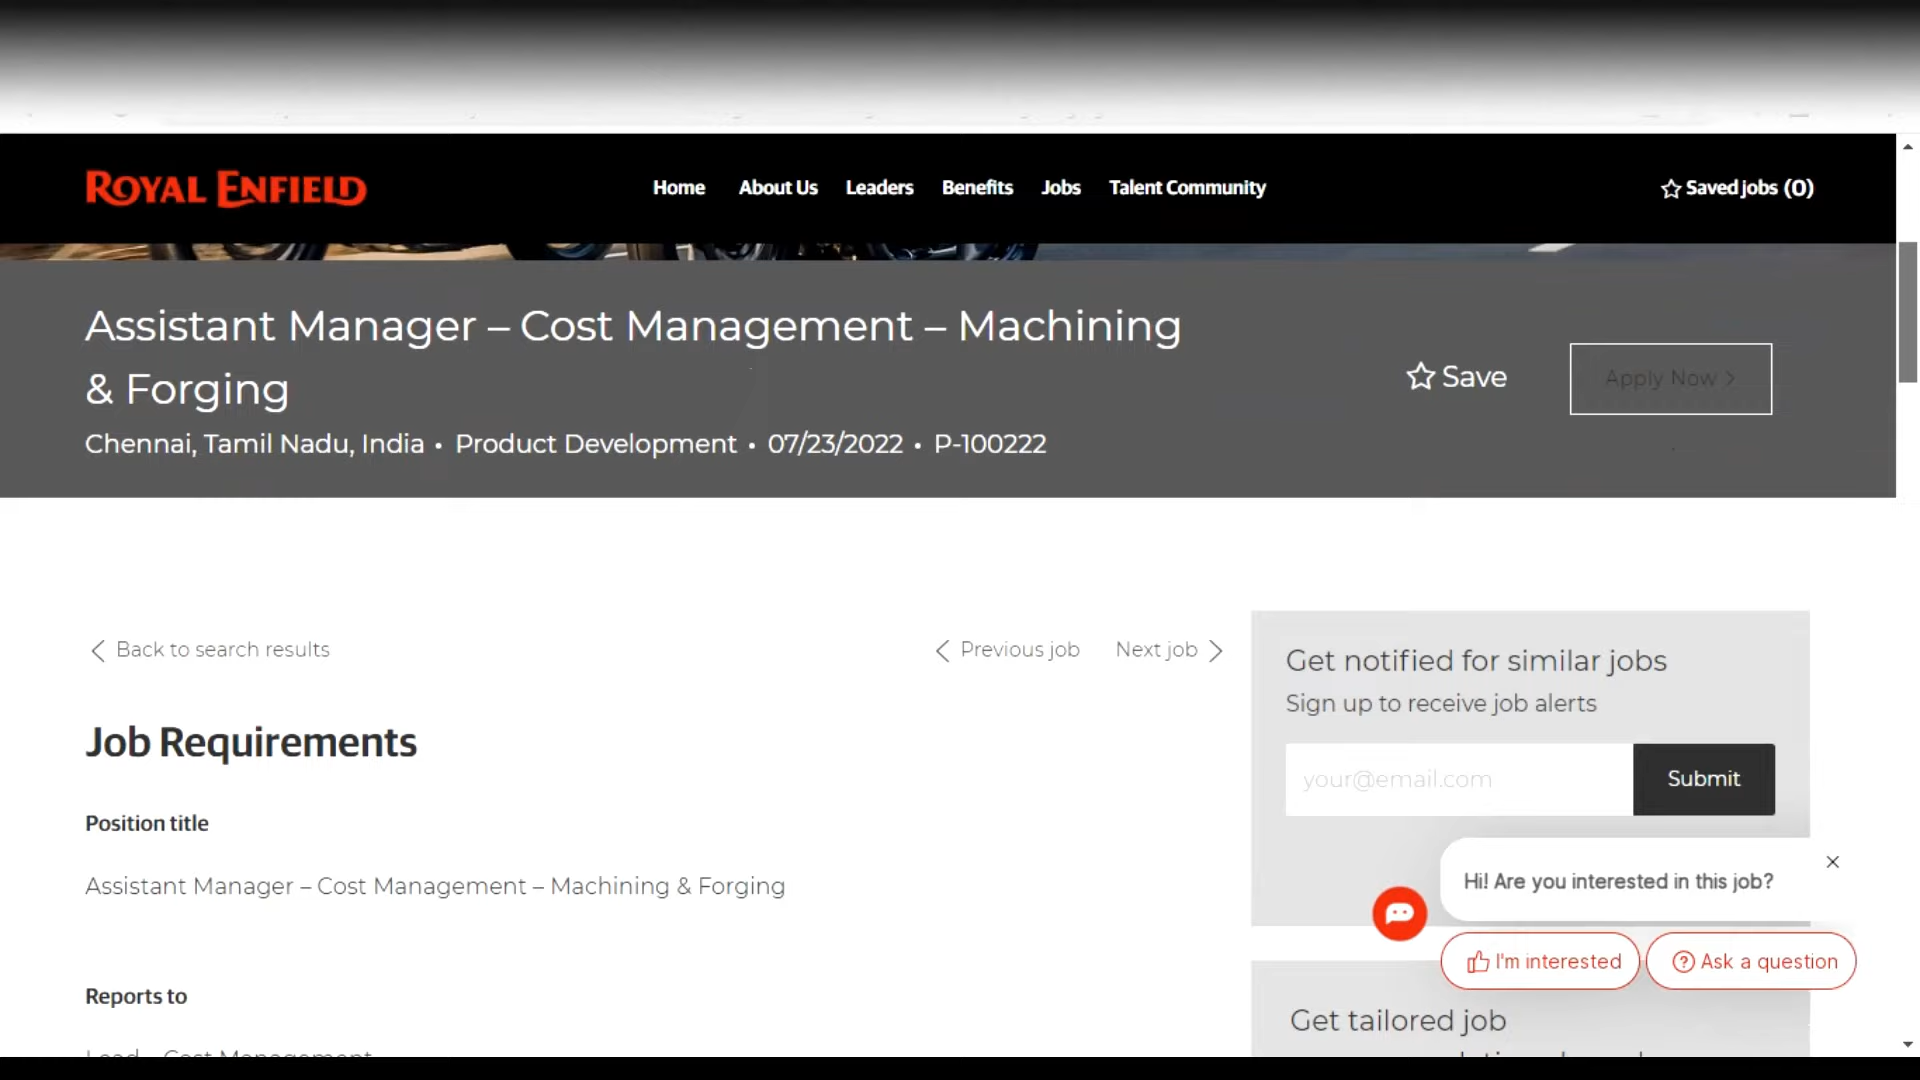 ROYAL ENFIELD
Home About Us Leaders Benefits Jobs Talent Community
Saved jobs (0)
Assistant Manager – Cost Management – Machining
& Forging
Chennai, Tamil Nadu, India • Product Development • 07/23/2022 • P-100222
Save
Apply Now
Back to search results
Previous job Next job
Job Requirements
Position title
Assistant Manager – Cost Management – Machining & Forging
Reports to
Lead – Cost Management
Get notified for similar jobs
Sign up to receive job alerts
your@email.com
Submit
Hi! Are you interested in this job?
I'm interested
Ask a question
Get tailored job